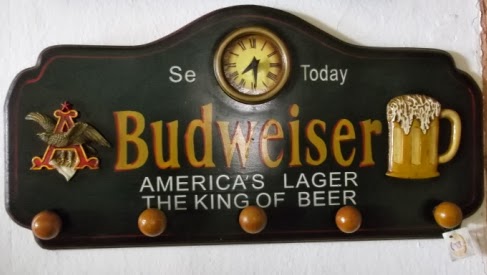 Se Today
Budweiser
AMERICA'S LAGER
THE KING OF BEER